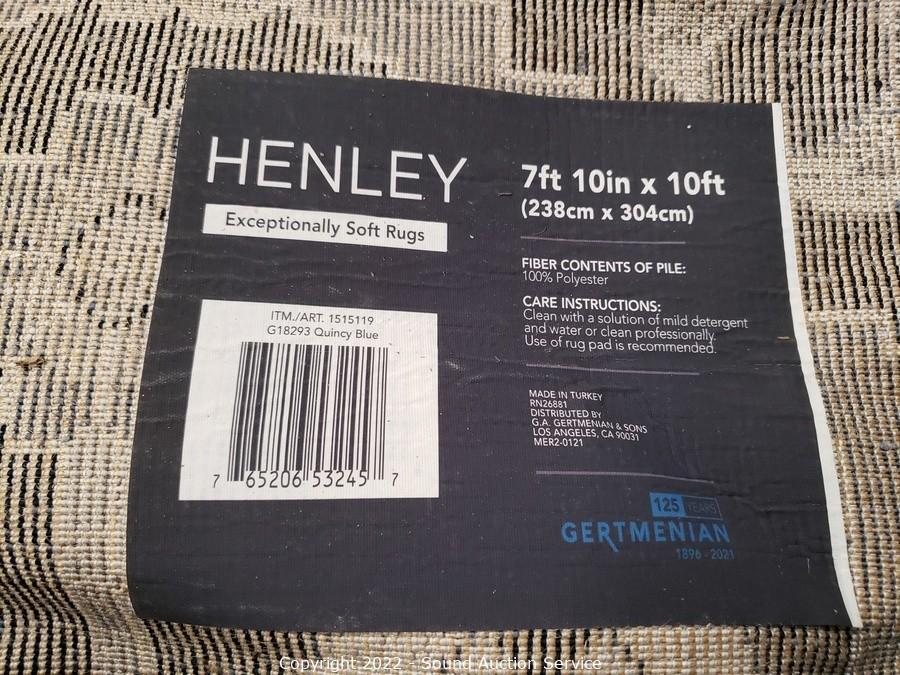 HENLEY
Exceptionally Soft Rugs
ITM./ART. 1515119
G18293 Quincy Blue
7 65206 53245 7
7ft 10in x 10ft
(238cm x 304cm)
FIBER CONTENTS OF PILE:
100% Polyester
CARE INSTRUCTIONS:
Clean with a solution of mild detergent
and water or clean professionally.
Use of rug pad is recommended.
MADE IN TURKEY
RN26881
DISTRIBUTED BY
G.A. GERTMENIAN & SONS
LOS ANGELES, CA 90031
MER2-0121
125 YEARS
GERTMENIAN
1896 - 2021
Copyright 2022 - Sound Auction Service